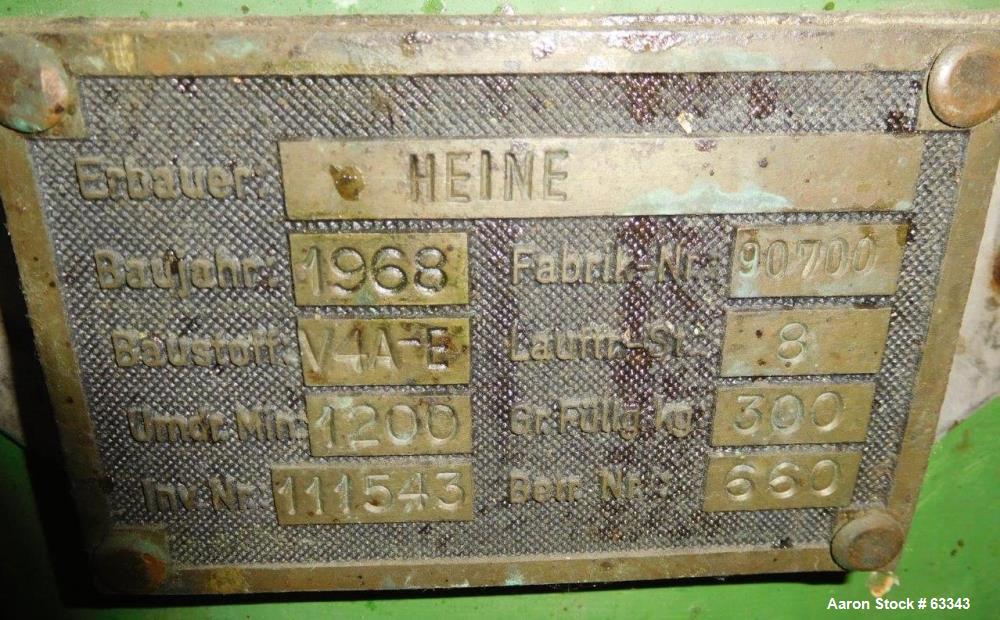 Erbauer: HEINE
Baujahr: 1968 Fabrik-Nr.: 90700
Baustoff: V4A-E Lauftr.-St.: 8
Umdr. Min: 1200 Gr. Füllg. kg 300
Inv. Nr.: 111543 Betr. Nr.: 660
Aaron Stock # 63343